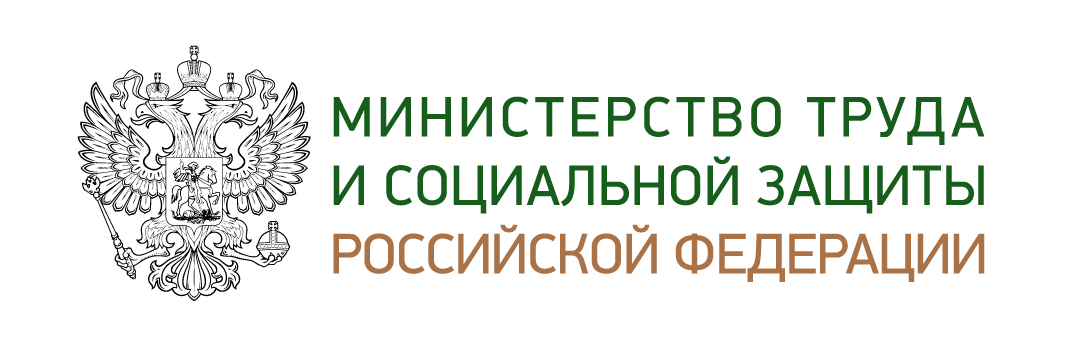 МИНИСТЕРСТВО ТРУДА
И СОЦИАЛЬНОЙ ЗАЩИТЫ
РОССИЙСКОЙ ФЕДЕРАЦИИ